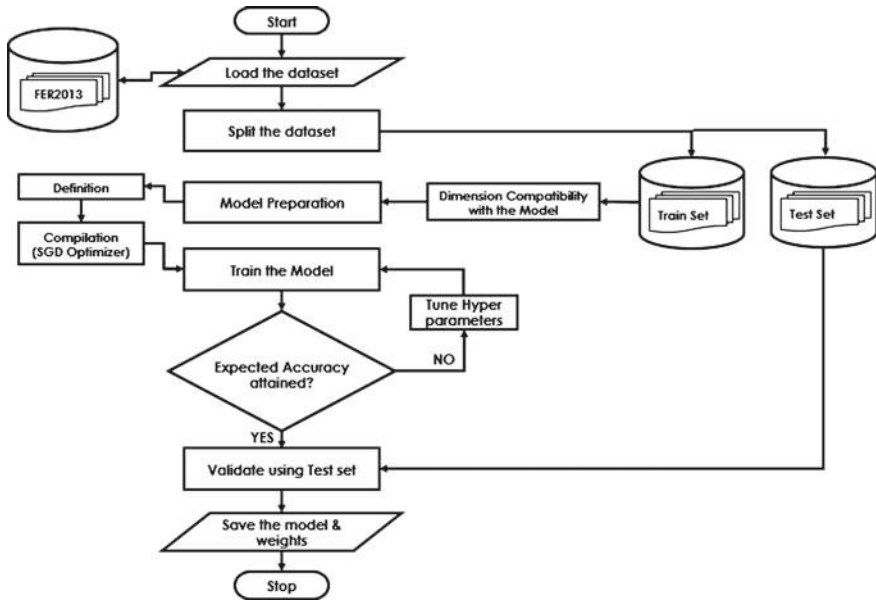 Start
Load the dataset
FER2013
Split the dataset
Definition
Model Preparation
Dimension Compatibility
with the Model
Train Set
Test Set
Compilation
(SGD Optimizer)
Train the Model
Tune Hyper
parameters
Expected Accuracy
attained?
NO
YES
Validate using Test set
Save the model &
weights
Stop